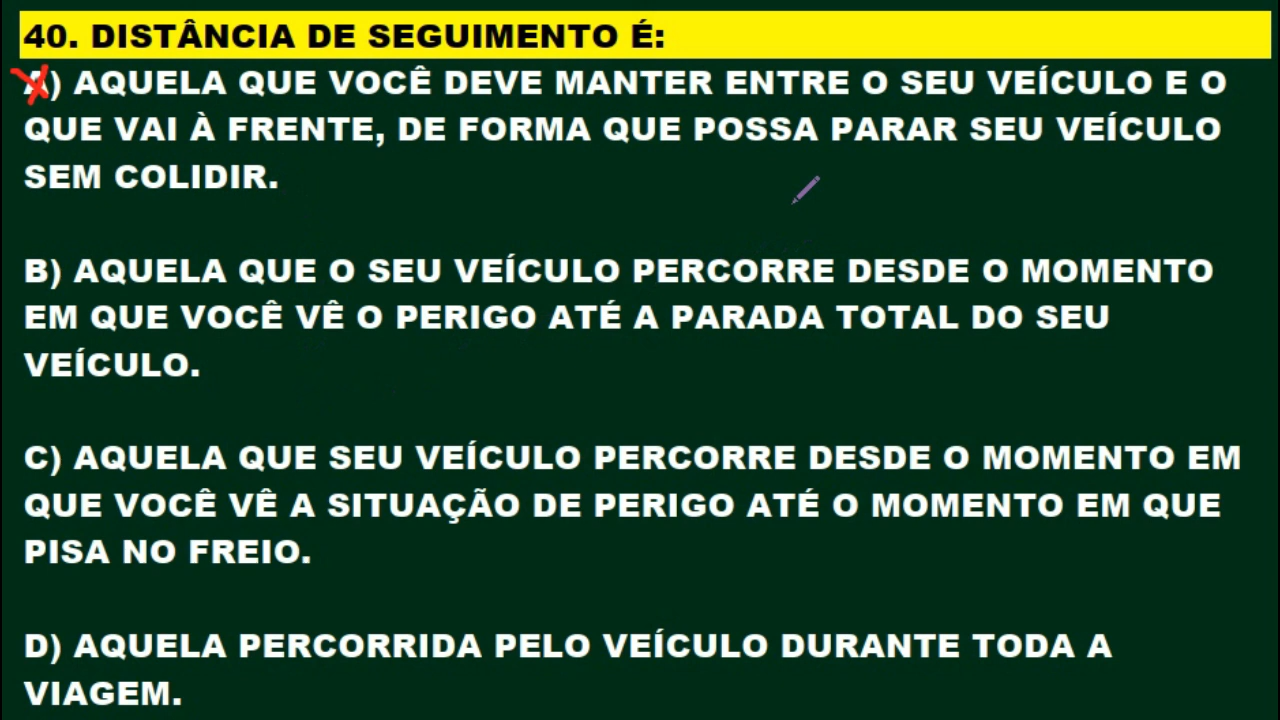 40. DISTÂNCIA DE SEGUIMENTO É:
A) AQUELA QUE VOCÊ DEVE MANTER ENTRE O SEU VEÍCULO E O
QUE VAI À FRENTE, DE FORMA QUE POSSA PARAR SEU VEÍCULO
SEM COLIDIR.
B) AQUELA QUE O SEU VEÍCULO PERCORRE DESDE O MOMENTO
EM QUE VOCÊ VÊ O PERIGO ATÉ A PARADA TOTAL DO SEU
VEÍCULO.
C) AQUELA QUE SEU VEÍCULO PERCORRE DESDE O MOMENTO EM
QUE VOCÊ VÊ A SITUAÇÃO DE PERIGO ATÉ O MOMENTO EM QUE
PISA NO FREIO.
D) AQUELA PERCORRIDA PELO VEÍCULO DURANTE TODA A
VIAGEM.